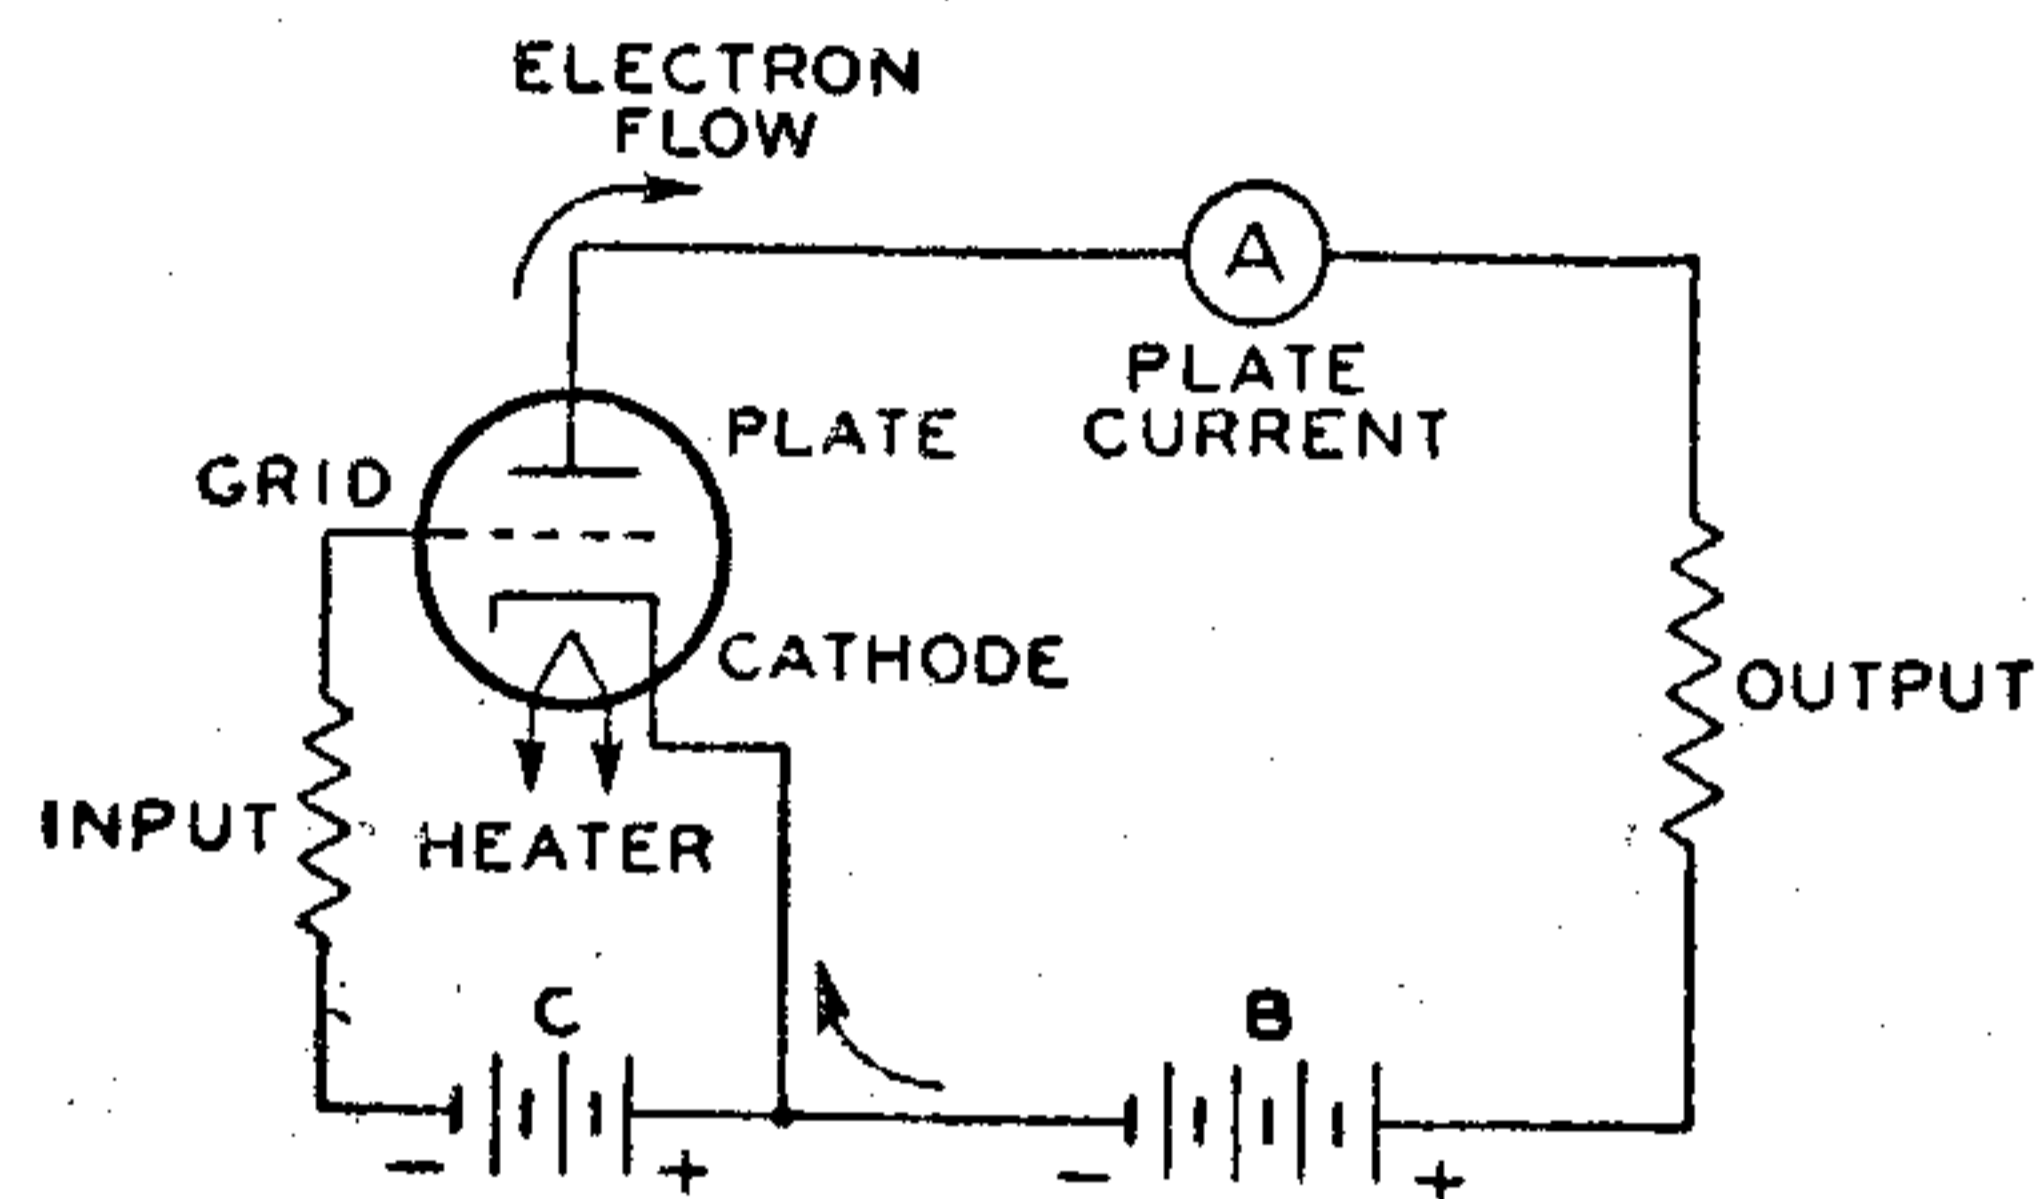 ELECTRON
FLOW
A
PLATE
CURRENT
PLATE
GRID
CATHODE
OUTPUT
INPUT
HEATER
C
B
- +
- +